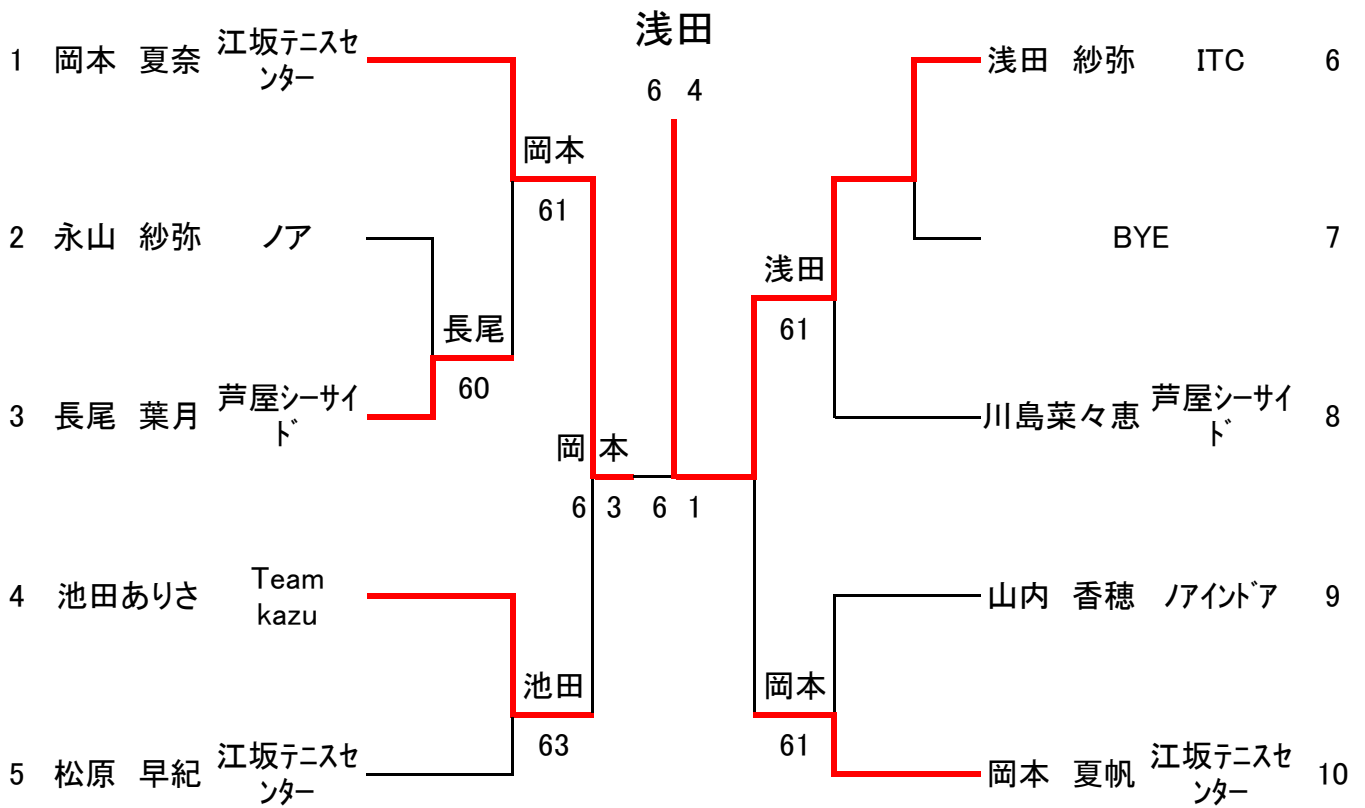 浅田
6 4
1 岡本 夏奈 江坂テニスセ
ンター
2 永山 紗弥 ノア
3 長尾 葉月 芦屋シーサイ
ド
4 池田ありさ Team
kazu
5 松原 早紀 江坂テニスセ
ンター
岡本
61
長尾
60
岡本
6 3
池田
63
6 1
浅田
61
岡本
61
浅田 紗弥 ITC 6
BYE 7
川島菜々恵 芦屋シーサイ
ド 8
山内 香穂 ノアインドア 9
岡本 夏帆 江坂テニスセ
ンター 10